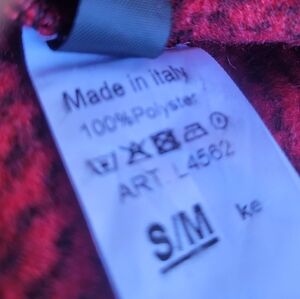 Made in italy
100%Polyster
ART. L4562
S/M ke